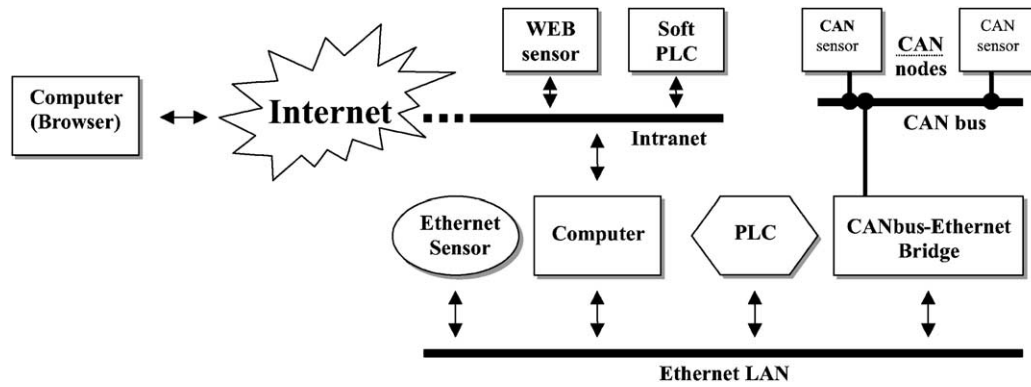 WEB
sensor
Soft
PLC
CAN
sensor
CAN
nodes
CAN
sensor
Computer
(Browser)
Internet
Intranet
CAN bus
Ethernet
Sensor
Computer
PLC
CANbus-Ethernet
Bridge
Ethernet LAN